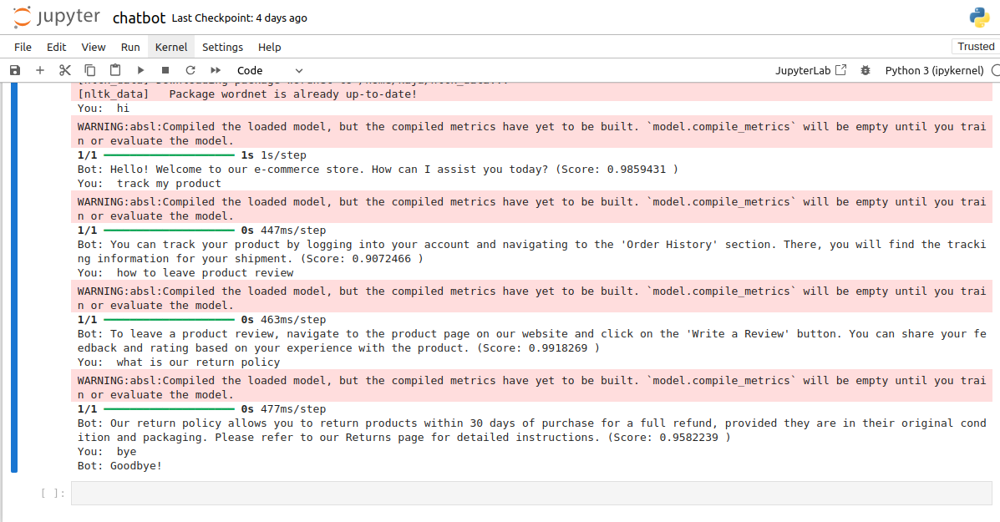 jupyter chatbot Last Checkpoint: 4 days ago
File Edit View Run Kernel Settings Help Trusted
Code JupyterLab Python 3 (ipykernel)
[nltk_data]   Package wordnet is already up-to-date!
You:  hi
WARNING:absl:Compiled the loaded model, but the compiled metrics have yet to be built. `model.compile_metrics` will be empty until you trai
n or evaluate the model.
1/1 ━━━━━━━━━━━━━━━━━━━━ 1s 1s/step
Bot: Hello! Welcome to our e-commerce store. How can I assist you today? (Score: 0.9859431 )
You:  track my product
WARNING:absl:Compiled the loaded model, but the compiled metrics have yet to be built. `model.compile_metrics` will be empty until you trai
n or evaluate the model.
1/1 ━━━━━━━━━━━━━━━━━━━━ 0s 447ms/step
Bot: You can track your product by logging into your account and navigating to the 'Order History' section. There, you will find the tracki
ng information for your shipment. (Score: 0.9072466 )
You:  how to leave product review
WARNING:absl:Compiled the loaded model, but the compiled metrics have yet to be built. `model.compile_metrics` will be empty until you trai
n or evaluate the model.
1/1 ━━━━━━━━━━━━━━━━━━━━ 0s 463ms/step
Bot: To leave a product review, navigate to the product page on our website and click on the 'Write a Review' button. You can share your fe
edback and rating based on your experience with the product. (Score: 0.9918269 )
You:  what is our return policy
WARNING:absl:Compiled the loaded model, but the compiled metrics have yet to be built. `model.compile_metrics` will be empty until you trai
n or evaluate the model.
1/1 ━━━━━━━━━━━━━━━━━━━━ 0s 477ms/step
Bot: Our return policy allows you to return products within 30 days of purchase for a full refund, provided they are in their original cond
ition and packaging. Please refer to our Returns page for detailed instructions. (Score: 0.9582239 )
You:  bye
Bot: Goodbye!
[ ]: